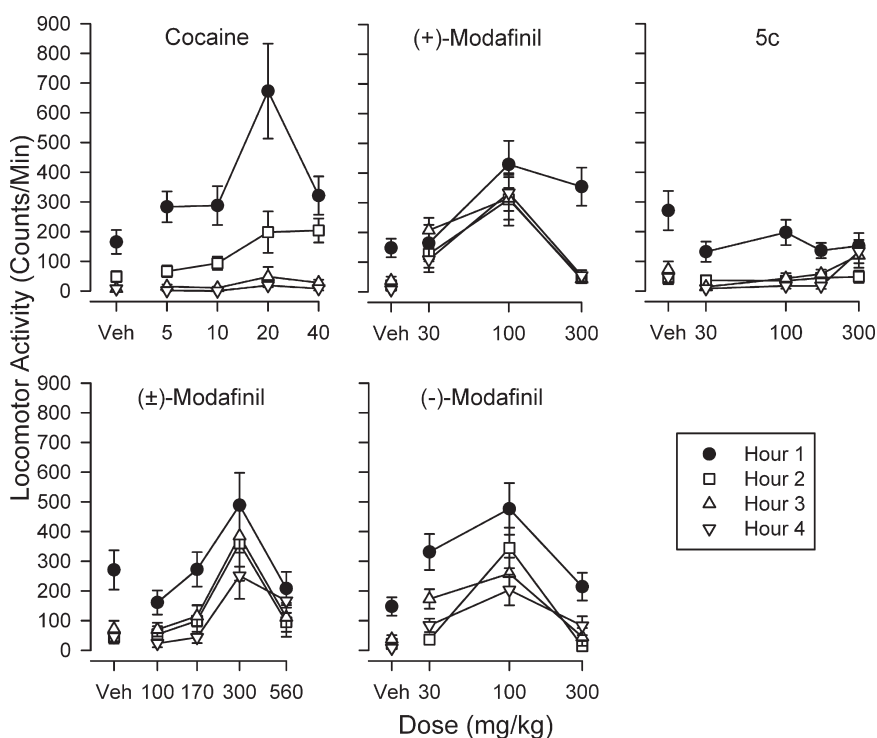 Locomotor Activity (Counts/Min)
Cocaine
900
800
700
600
500
400
300
200
100
0
Veh 5 10 20 40
(+)-Modafinil
Veh 30 100 300
5c
Veh 30 100 300
(±)-Modafinil
900
800
700
600
500
400
300
200
100
0
Veh 100 170 300 560
(-)-Modafinil
Veh 30 100 300
Hour 1
Hour 2
Hour 3
Hour 4
Dose (mg/kg)